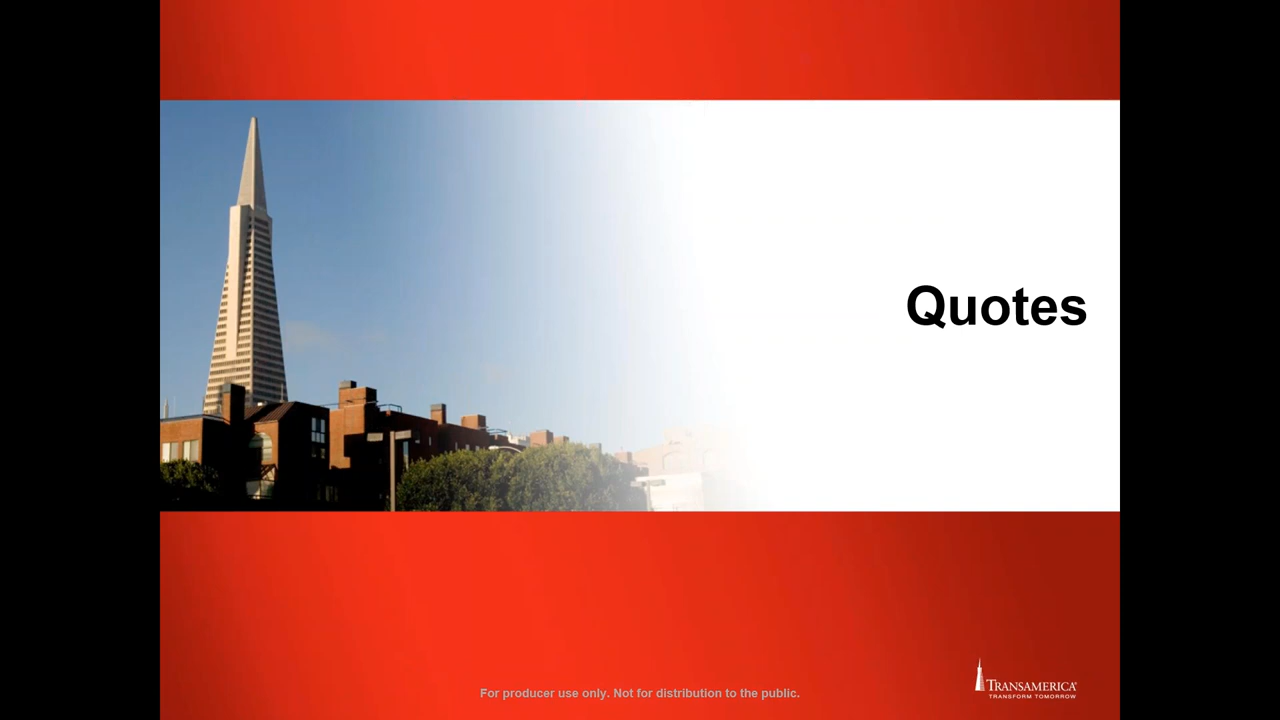 Quotes
For producer use only. Not for distribution to the public.
TRANSAMERICA®
TRANSFORM TOMORROW